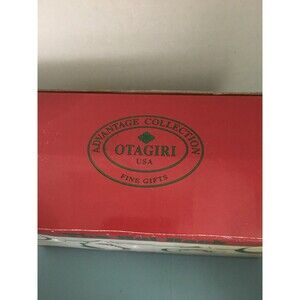 ADVANTAGE COLLECTION
OTAGIRI
USA
FINE GIFTS